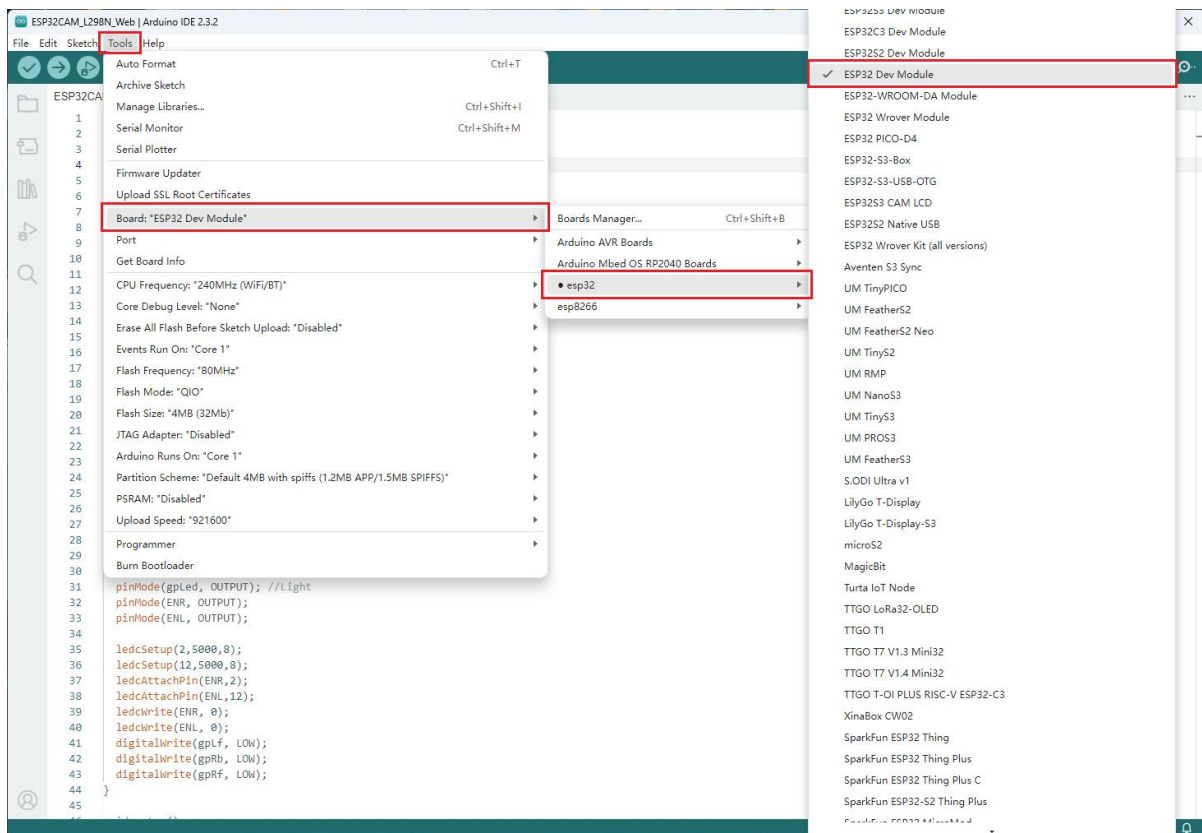 ESP32CAM_L298N_Web | Arduino IDE 2.3.2
File Edit Sketch Tools Help
ESP32CA
Auto Format Ctrl+T
Archive Sketch
Manage Libraries... Ctrl+Shift+I
Serial Monitor Ctrl+Shift+M
Serial Plotter
Firmware Updater
Upload SSL Root Certificates
Board: "ESP32 Dev Module"
Port
Get Board Info
CPU Frequency: "240MHz (WiFi/BT)"
Core Debug Level: "None"
Erase All Flash Before Sketch Upload: "Disabled"
Events Run On: "Core 1"
Flash Frequency: "80MHz"
Flash Mode: "QIO"
Flash Size: "4MB (32Mb)"
JTAG Adapter: "Disabled"
Arduino Runs On: "Core 1"
Partition Scheme: "Default 4MB with spiffs (1.2MB APP/1.5MB SPIFFS)"
PSRAM: "Disabled"
Upload Speed: "921600"
Programmer
Burn Bootloader
Boards Manager... Ctrl+Shift+B
Arduino AVR Boards
Arduino Mbed OS RP2040 Boards
● esp32
esp8266
ESP32S3 Dev Module
ESP32C3 Dev Module
ESP32S2 Dev Module
✓ ESP32 Dev Module
ESP32-WROOM-DA Module
ESP32 Wrover Module
ESP32 PICO-D4
ESP32-S3-Box
ESP32-S3-USB-OTG
ESP32S3 CAM LCD
ESP32S2 Native USB
ESP32 Wrover Kit (all versions)
Aventen S3 Sync
UM TinyPICO
UM FeatherS2
UM FeatherS2 Neo
UM TinyS2
UM RMP
UM NanoS3
UM TinyS3
UM PROS3
UM FeatherS3
S.ODI Ultra v1
LilyGo T-Display
LilyGo T-Display-S3
microS2
MagicBit
Turta IoT Node
TTGO LoRa32-OLED
TTGO T1
TTGO T7 V1.3 Mini32
TTGO T7 V1.4 Mini32
TTGO T-OI PLUS RISC-V ESP32-C3
XinaBox CW02
SparkFun ESP32 Thing
SparkFun ESP32 Thing Plus
SparkFun ESP32 Thing Plus C
SparkFun ESP32-S2 Thing Plus
SparkFun ESP32 MicroMod
1
2
3
4
5
6
7
8
9
10
11
12
13
14
15
16
17
18
19
20
21
22
23
24
25
26
27
28
29
30
31 pinMode(gpLed, OUTPUT); //Light
32 pinMode(ENR, OUTPUT);
33 pinMode(ENL, OUTPUT);
34
35 ledcSetup(2,5000,8);
36 ledcSetup(12,5000,8);
37 ledcAttachPin(ENR,2);
38 ledcAttachPin(ENL,12);
39 ledcWrite(ENR, 0);
40 ledcWrite(ENL, 0);
41 digitalWrite(gpLf, LOW);
42 digitalWrite(gpRb, LOW);
43 digitalWrite(gpRf, LOW);
44 }
45